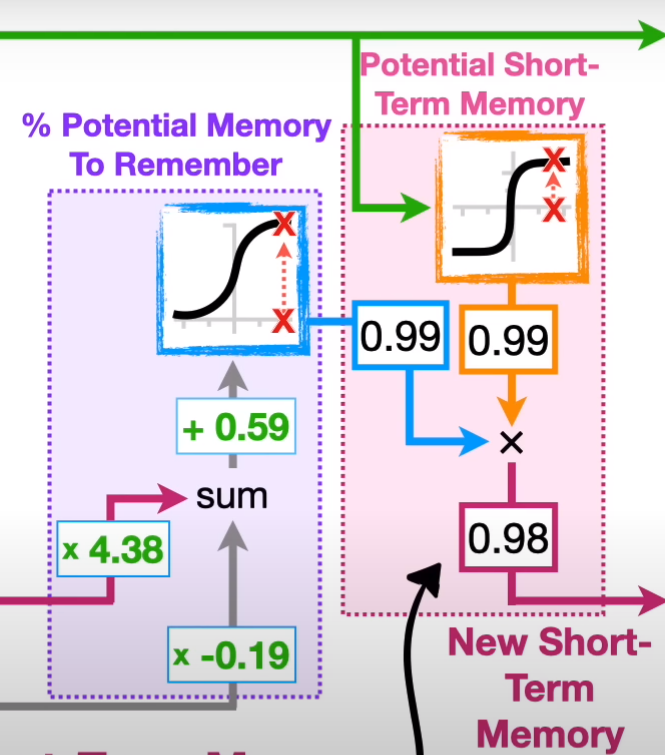 Potential Short-
Term Memory
% Potential Memory
To Remember
0.99
0.99
+ 0.59
×
sum
x 4.38
0.98
x -0.19
New Short-
Term
Memory